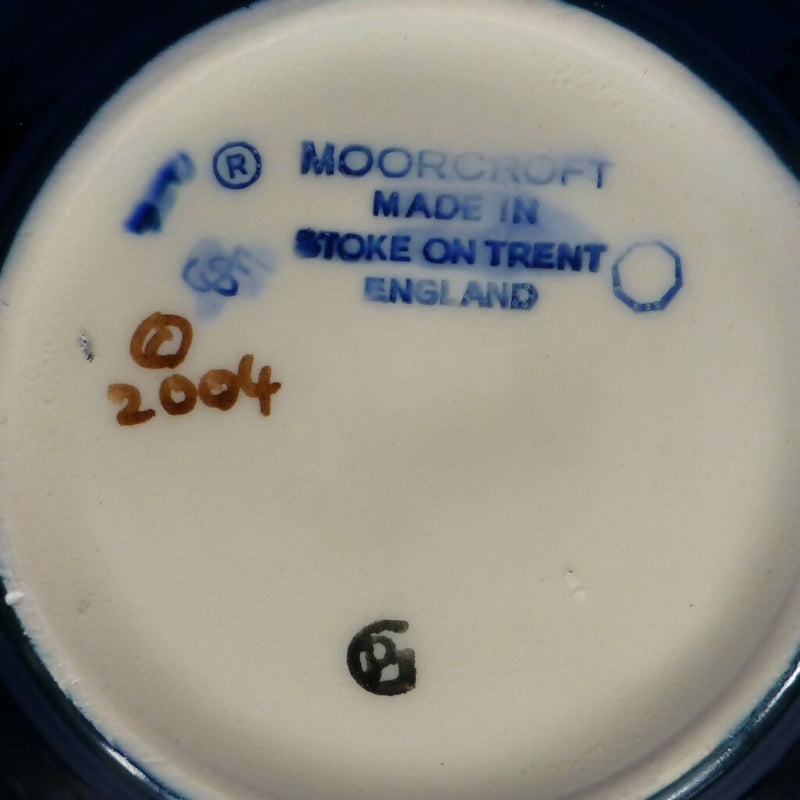 ® MOORCROFT
MADE IN
STOKE ON TRENT
ENGLAND
©
2004